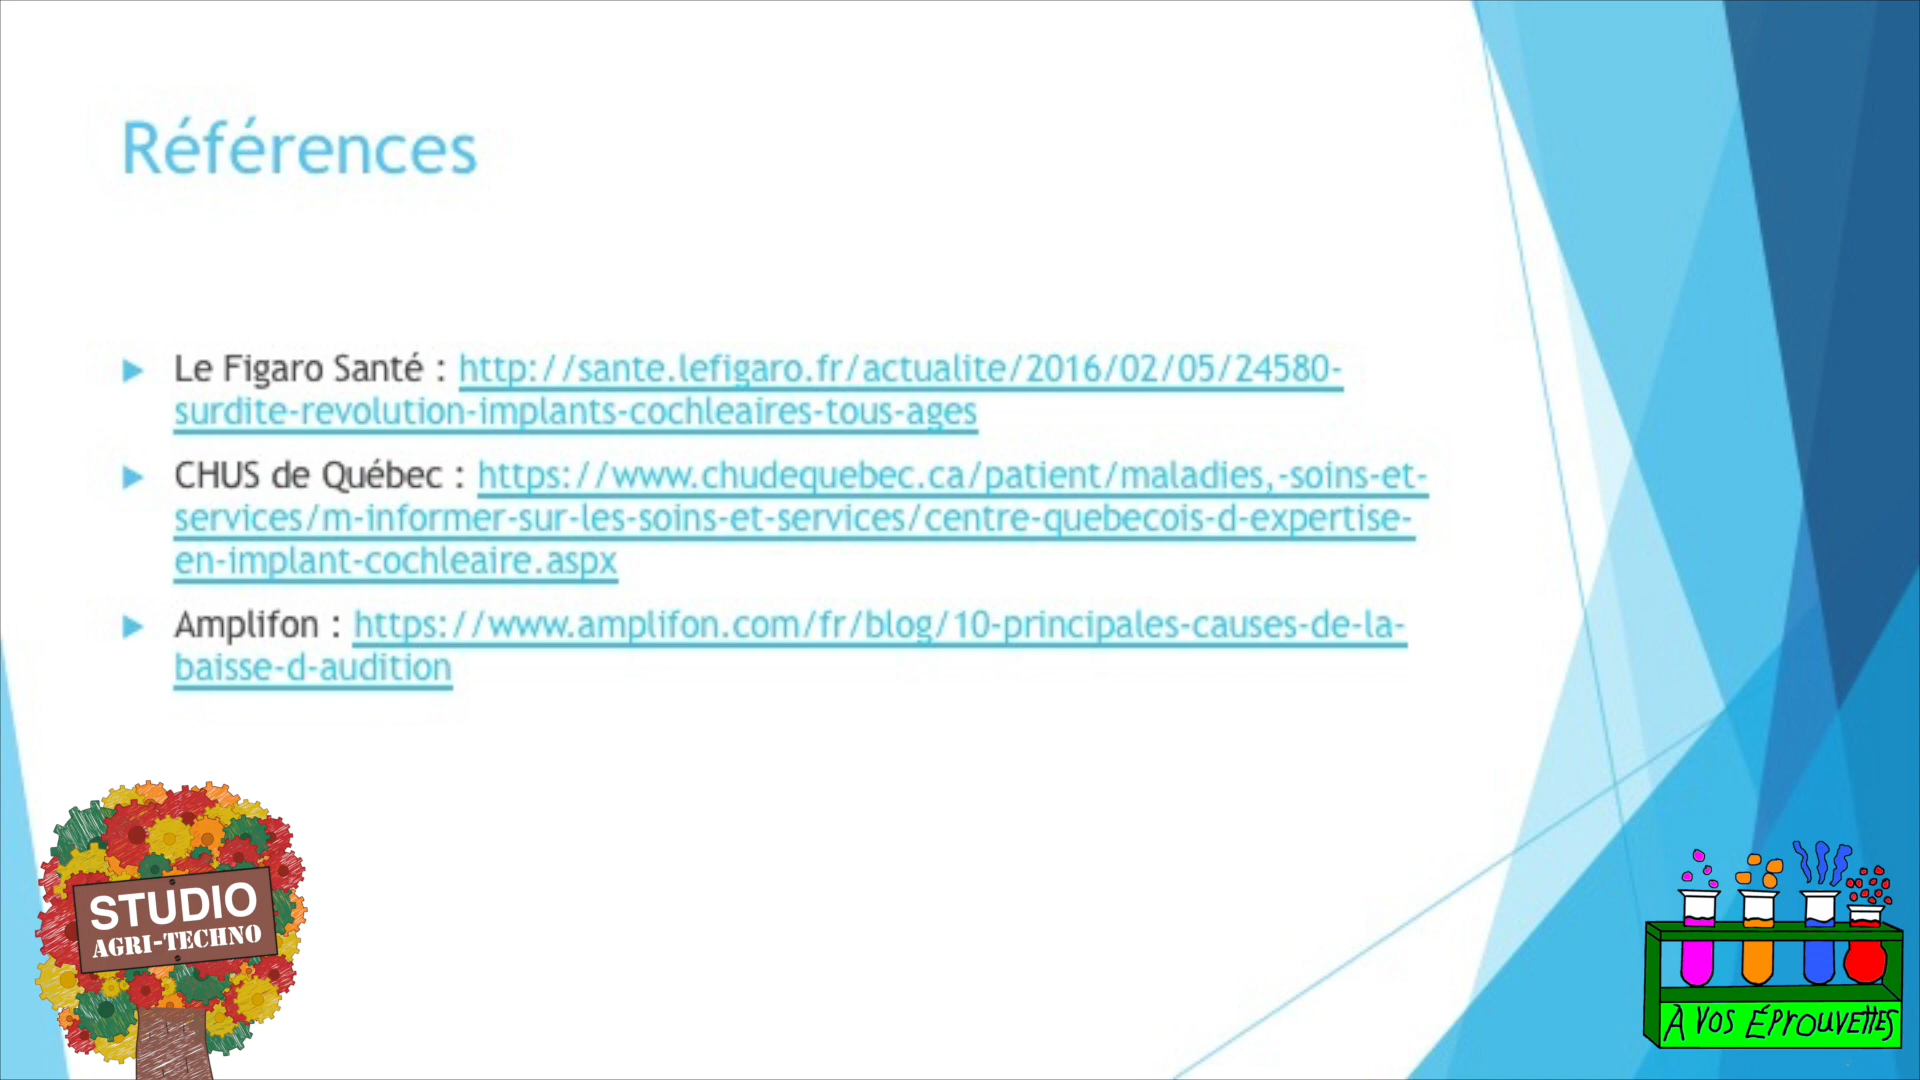 Références
Le Figaro Santé : http://sante.lefigaro.fr/actualite/2016/02/05/24580-
surdite-revolution-implants-cochleaires-tous-ages
CHUS de Québec : https://www.chudequebec.ca/patient/maladies,-soins-et-
services/m-informer-sur-les-soins-et-services/centre-quebecois-d-expertise-
en-implant-cochleaire.aspx
Amplifon : https://www.amplifon.com/fr/blog/10-principales-causes-de-la-
baisse-d-audition
STUDIO
AGRI-TECHNO
À VOS ÉPROUVETTES